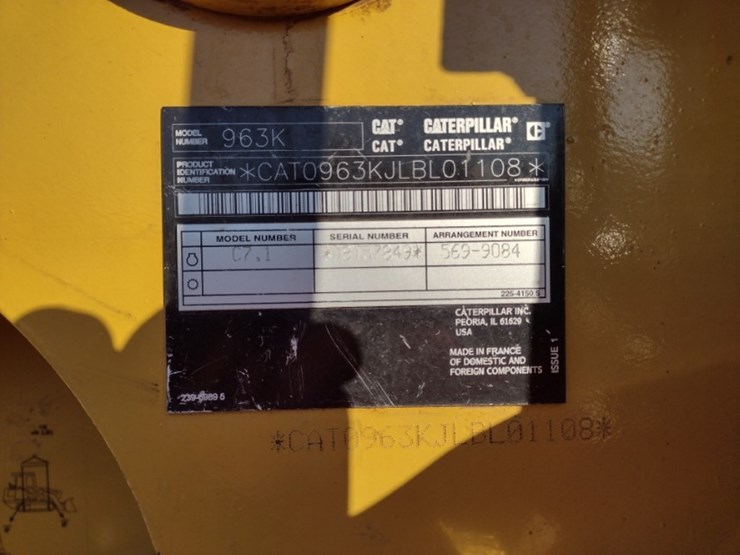 MODEL NUMBER 963K
CAT® CATERPILLAR®
CAT® CATERPILLAR®
PRODUCT IDENTIFICATION NUMBER *CAT0963KJLBL01108*
MODEL NUMBER SERIAL NUMBER ARRANGEMENT NUMBER
C7.1 569-9084
225-4150 5
CATERPILLAR INC.
PEORIA, IL 61629
USA
MADE IN FRANCE
OF DOMESTIC AND
FOREIGN COMPONENTS
ISSUE 1
*CAT0963KJLBL01108*